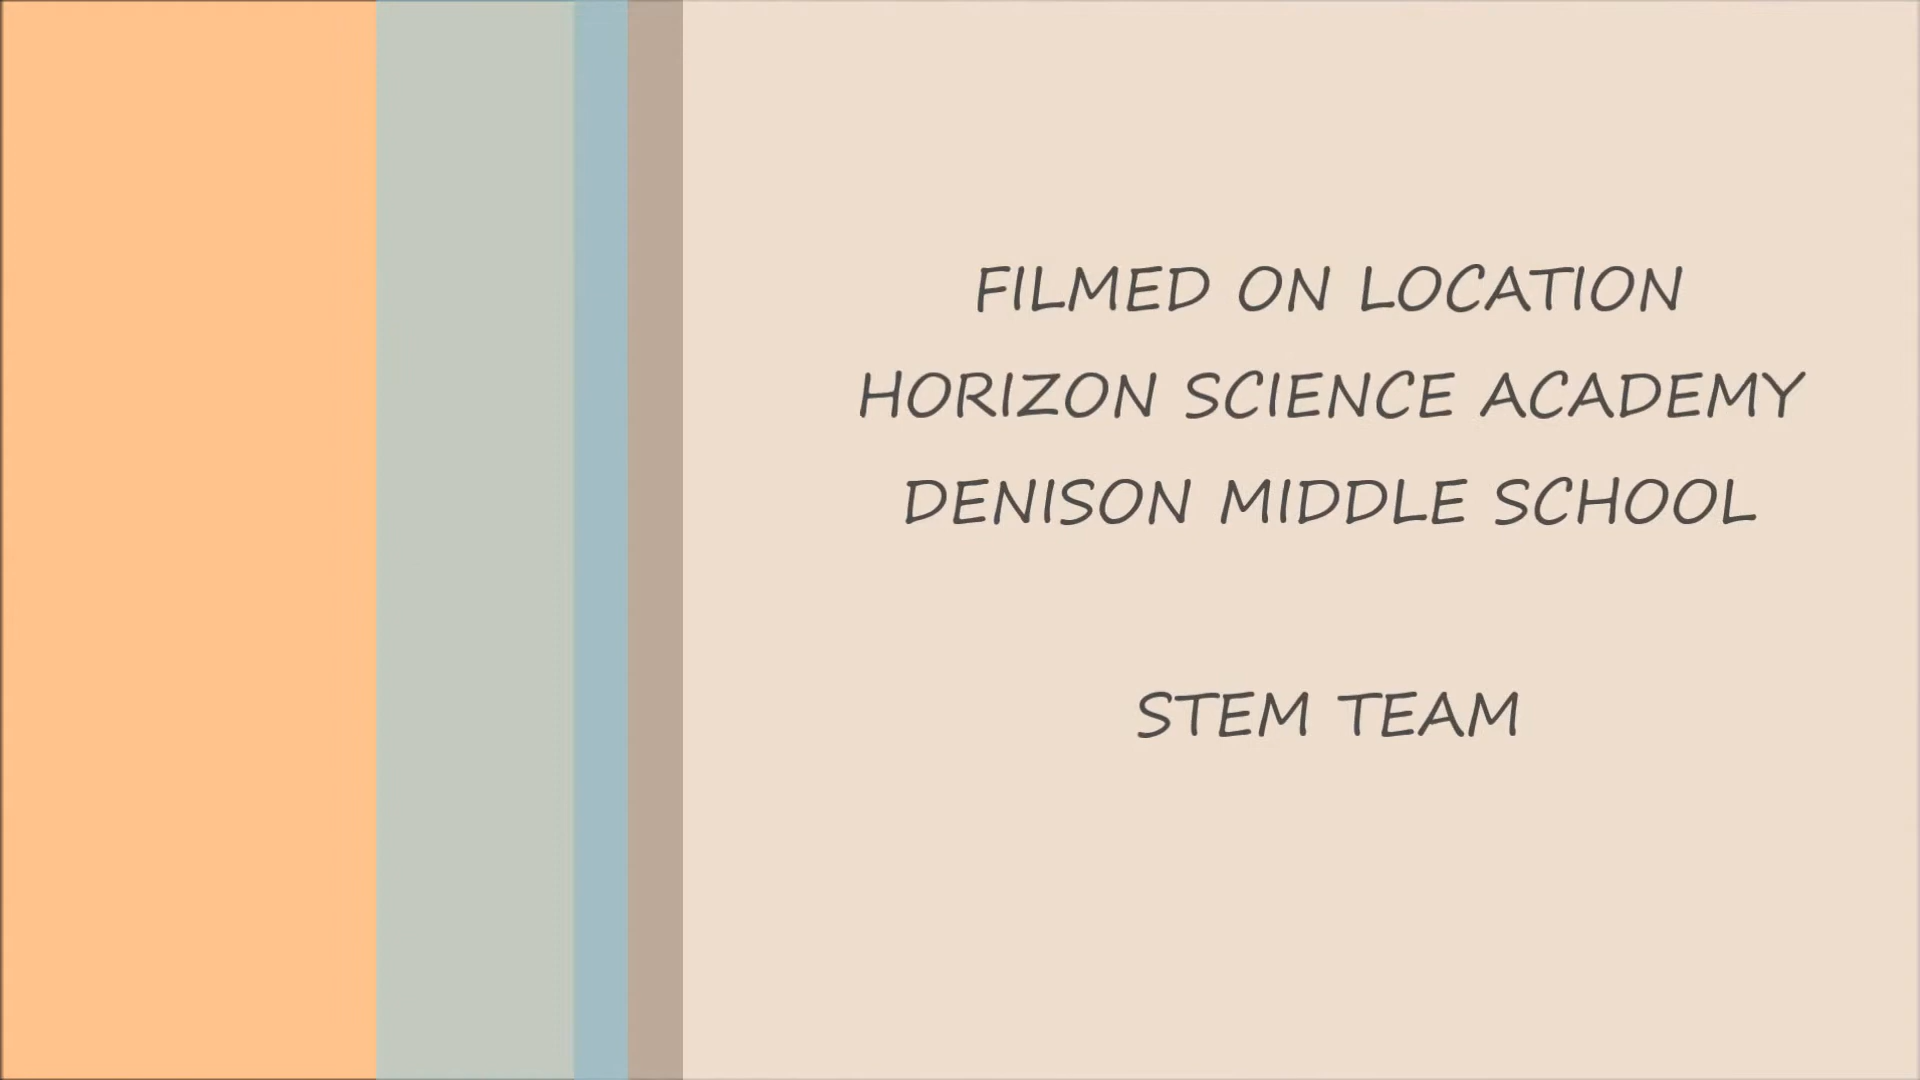 FILMED ON LOCATION
HORIZON SCIENCE ACADEMY
DENISON MIDDLE SCHOOL
STEM TEAM